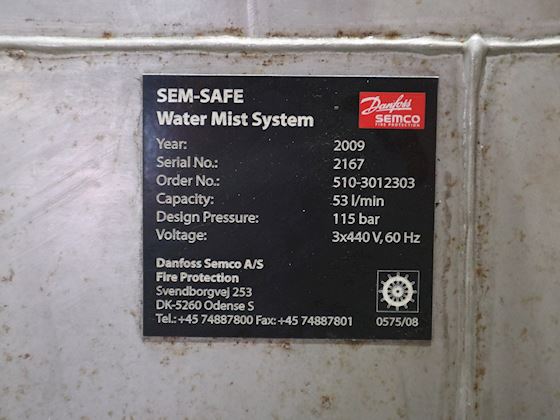 SEM-SAFE
Water Mist System
Danfoss
SEMCO
FIRE PROTECTION
Year: 2009
Serial No.: 2167
Order No.: 510-3012303
Capacity: 53 l/min
Design Pressure: 115 bar
Voltage: 3x440 V, 60 Hz
Danfoss Semco A/S
Fire Protection
Svendborgvej 253
DK-5260 Odense S
Tel.: +45 74887800 Fax: +45 74887801
0575/08